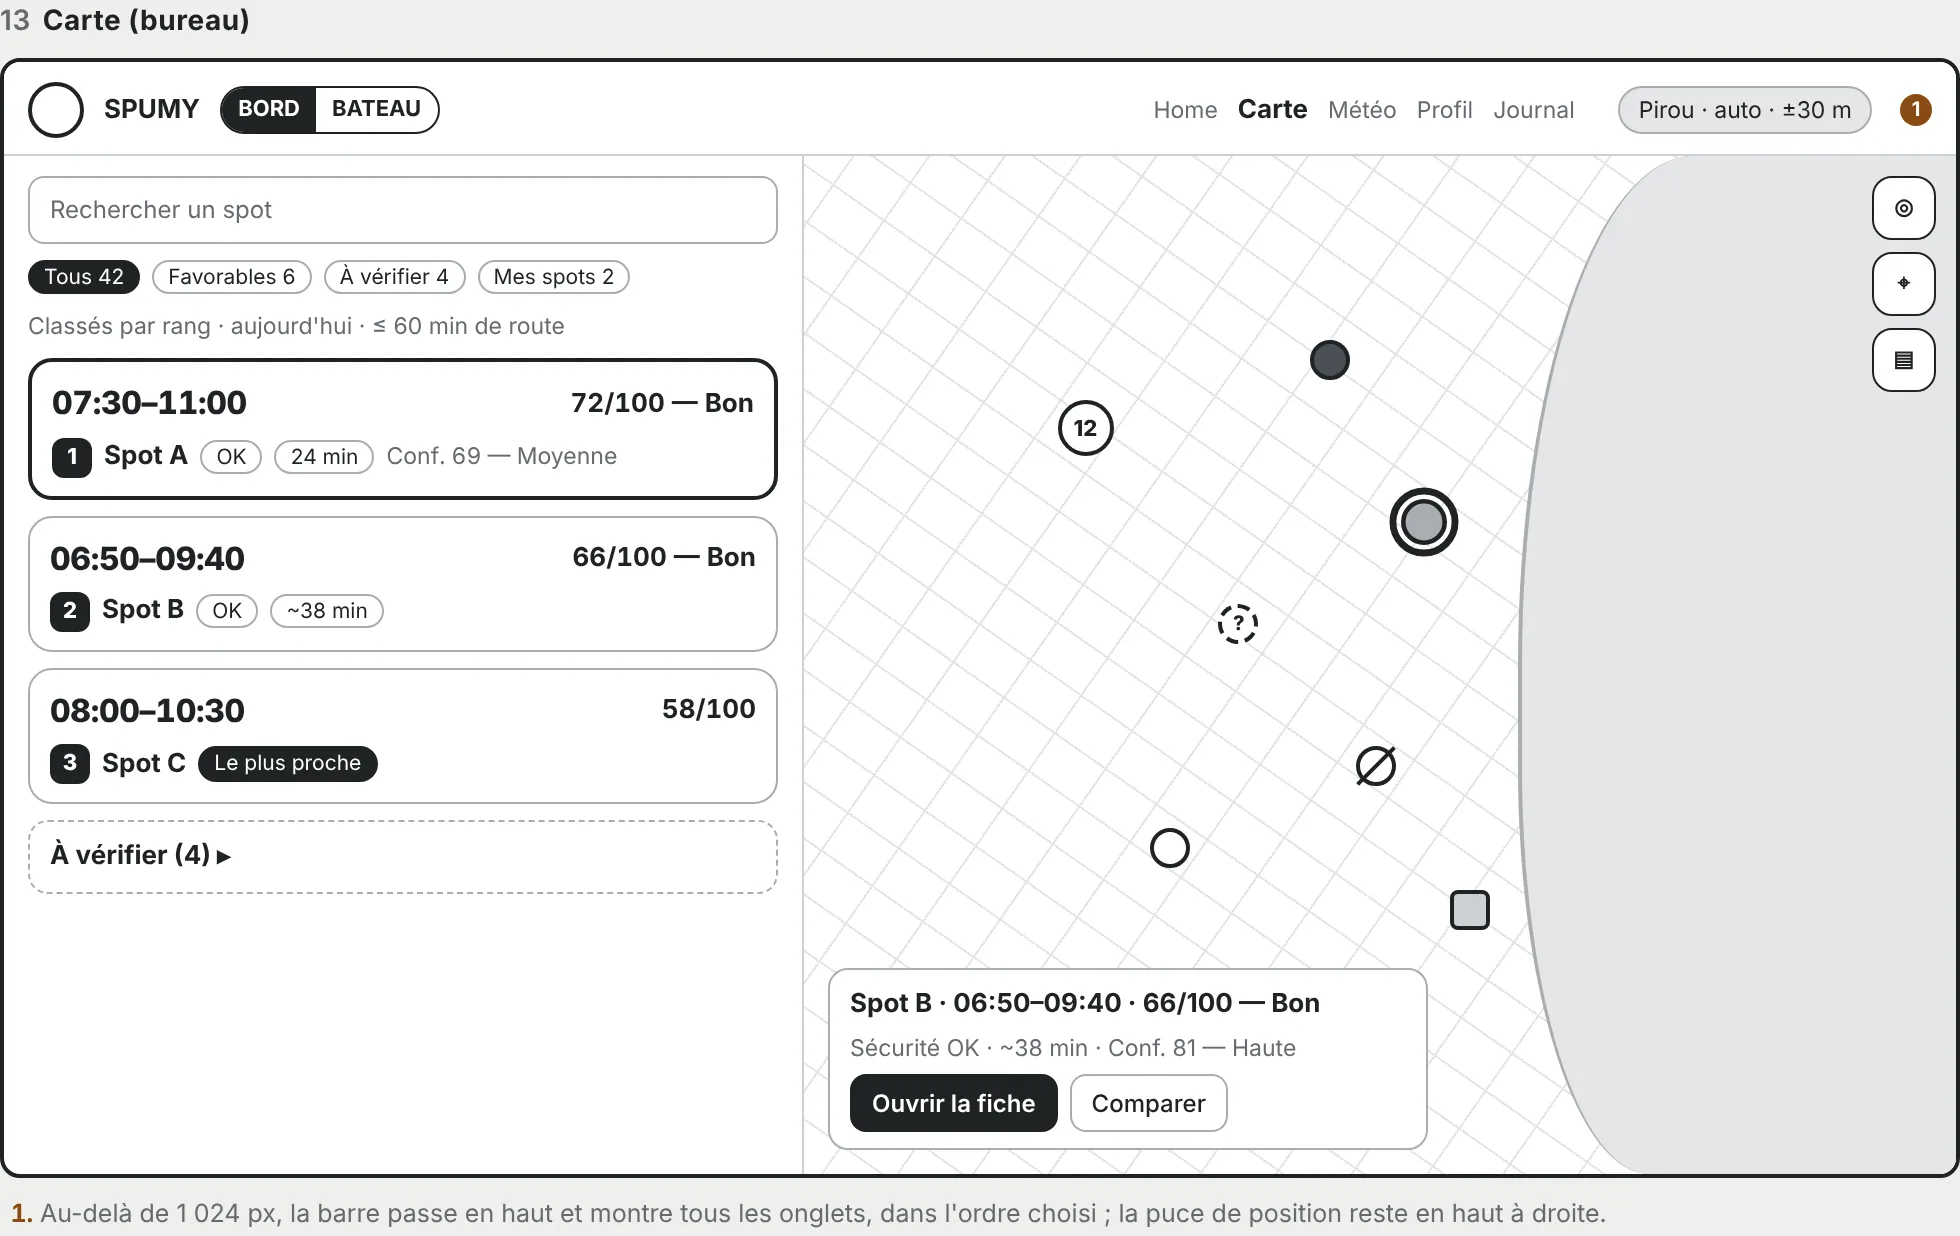 13 Carte (bureau)
SPUMY BORD BATEAU Home Carte Météo Profil Journal Pirou · auto · ±30 m 1
Rechercher un spot
Tous 42 Favorables 6 À vérifier 4 Mes spots 2
Classés par rang · aujourd'hui · ≤ 60 min de route
07:30–11:00 72/100 — Bon
1 Spot A OK 24 min Conf. 69 — Moyenne
06:50–09:40 66/100 — Bon
2 Spot B OK ~38 min
08:00–10:30 58/100
3 Spot C Le plus proche
À vérifier (4) ▸
12
?
Spot B · 06:50–09:40 · 66/100 — Bon
Sécurité OK · ~38 min · Conf. 81 — Haute
Ouvrir la fiche Comparer
1. Au-delà de 1 024 px, la barre passe en haut et montre tous les onglets, dans l'ordre choisi ; la puce de position reste en haut à droite.